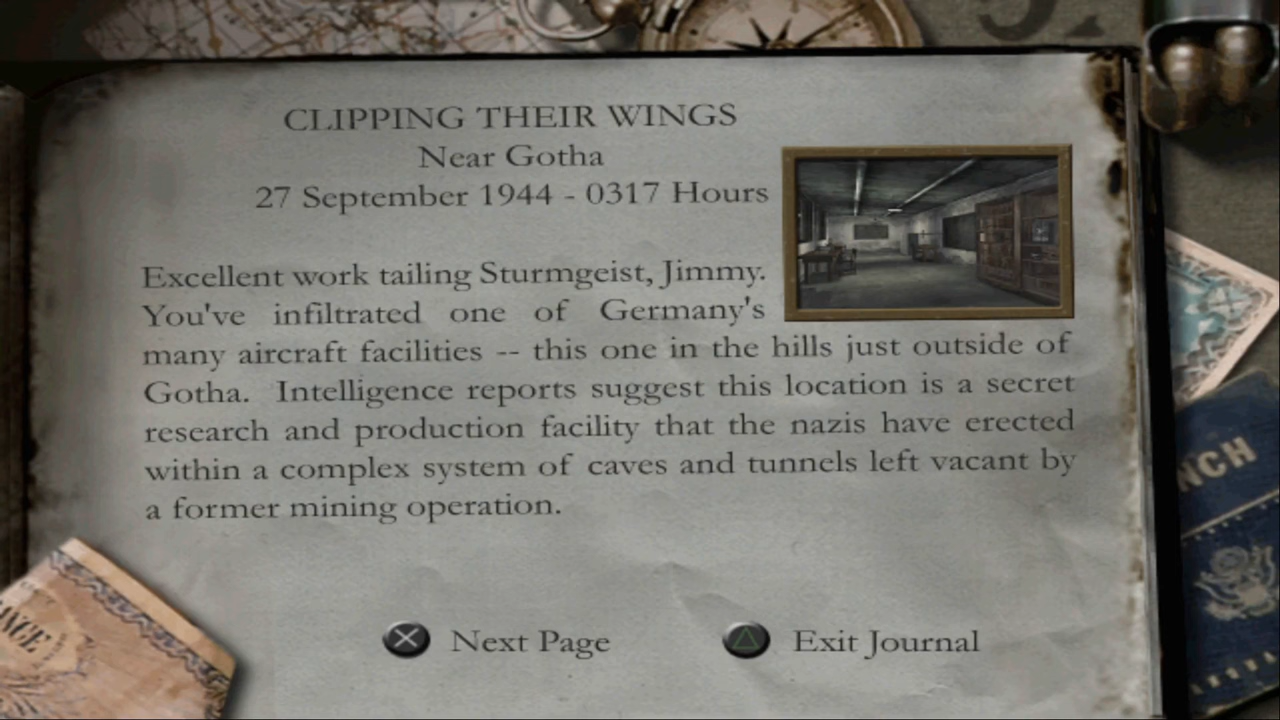 CLIPPING THEIR WINGS
Near Gotha
27 September 1944 - 0317 Hours
Excellent work tailing Sturmgeist, Jimmy.
You've infiltrated one of Germany's
many aircraft facilities -- this one in the hills just outside of
Gotha. Intelligence reports suggest this location is a secret
research and production facility that the nazis have erected
within a complex system of caves and tunnels left vacant by
a former mining operation.
Next Page
Exit Journal